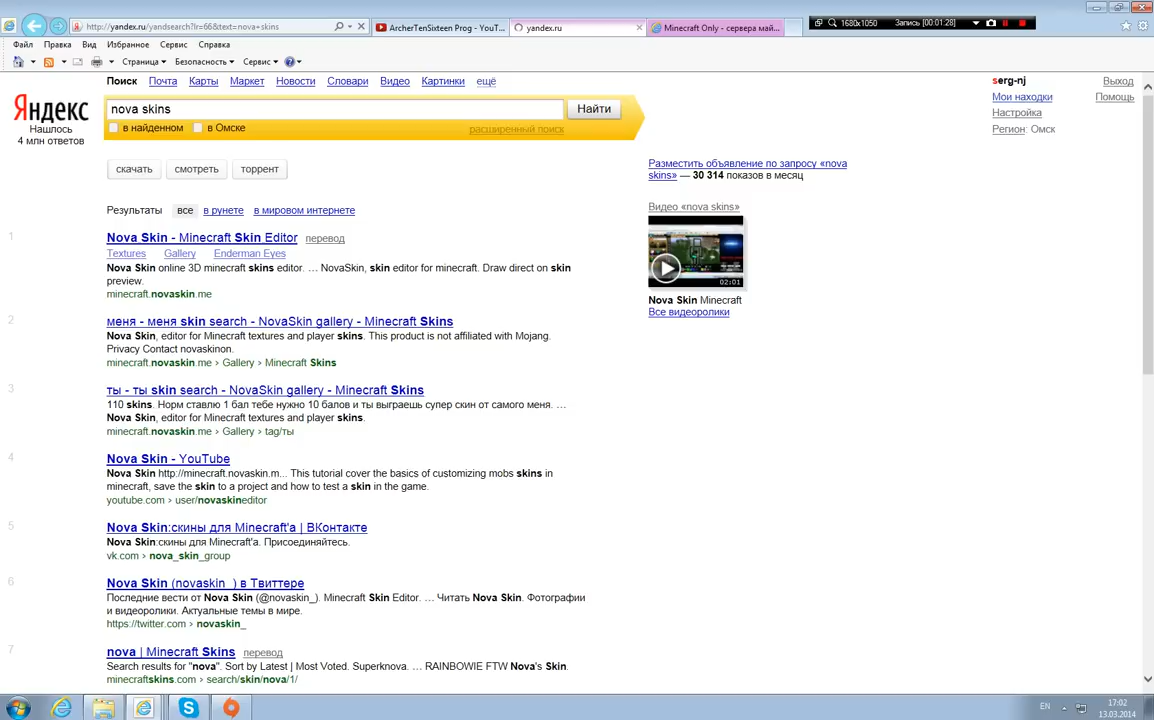 http://yandex.ru/yandsearch?lr=66&text=nova+skins
ArcherTenSixteen Prog - YouT...
yandex.ru
Minecraft Only - сервера май...
1680x1050
Запись [00:01:28]
Файл Правка Вид Избранное Сервис Справка
Страница Безопасность Сервис
Поиск Почта Карты Маркет Новости Словари Видео Картинки ещё
serg-nj
Выход
Мои находки
Помощь
Настройка
Регион: Омск
Яндекс
Нашлось
4 млн ответов
nova skins
Найти
в найденном в Омске расширенный поиск
скачать смотреть торрент
Разместить объявление по запросу «nova
skins» — 30 314 показов в месяц
Результаты все в рунете в мировом интернете
Видео «nova skins»
02:01
Nova Skin Minecraft
Все видеоролики
1
Nova Skin - Minecraft Skin Editor перевод
Textures Gallery Enderman Eyes
Nova Skin online 3D minecraft skins editor. ... NovaSkin, skin editor for minecraft. Draw direct on skin
preview.
minecraft.novaskin.me
2
меня - меня skin search - NovaSkin gallery - Minecraft Skins
Nova Skin, editor for Minecraft textures and player skins. This product is not affiliated with Mojang.
Privacy Contact novaskinon.
minecraft.novaskin.me › Gallery › Minecraft Skins
3
ты - ты skin search - NovaSkin gallery - Minecraft Skins
110 skins. Норм ставлю 1 бал тебе нужно 10 балов и ты выиграешь супер скин от самого меня. ...
Nova Skin, editor for Minecraft textures and player skins.
minecraft.novaskin.me › Gallery › tag/ты
4
Nova Skin - YouTube
Nova Skin http://minecraft.novaskin.m... This tutorial cover the basics of customizing mobs skins in
minecraft, save the skin to a project and how to test a skin in the game.
youtube.com › user/novaskineditor
5
Nova Skin:скины для Minecraft'а | ВКонтакте
Nova Skin:скины для Minecraft'а. Присоединяйтесь.
vk.com › nova_skin_group
6
Nova Skin (novaskin_) в Твиттере
Последние вести от Nova Skin (@novaskin_). Minecraft Skin Editor. ... Читать Nova Skin. Фотографии
и видеоролики. Актуальные темы в мире.
https://twitter.com › novaskin_
7
nova | Minecraft Skins перевод
Search results for "nova". Sort by Latest | Most Voted. Superknova. ... RAINBOWIE FTW Nova's Skin.
minecraftskins.com › search/skin/nova/1/
EN
17:02
13.03.2014